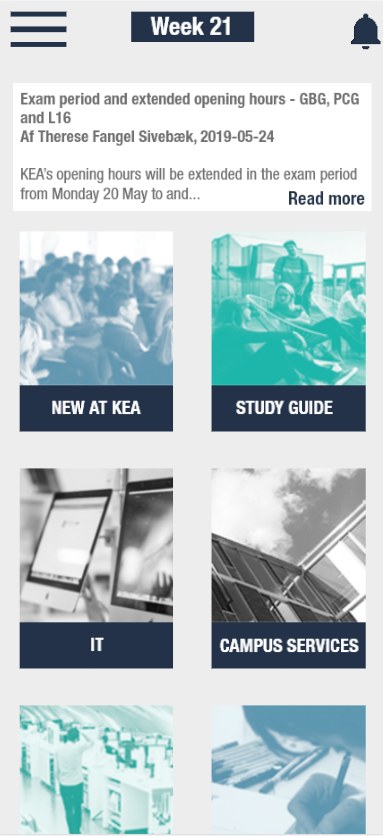 Week 21
Exam period and extended opening hours - GBG, PCG
and L16
Af Therese Fangel Sivebæk, 2019-05-24
KEA's opening hours will be extended in the exam period
from Monday 20 May to and...
Read more
NEW AT KEA
STUDY GUIDE
IT
CAMPUS SERVICES